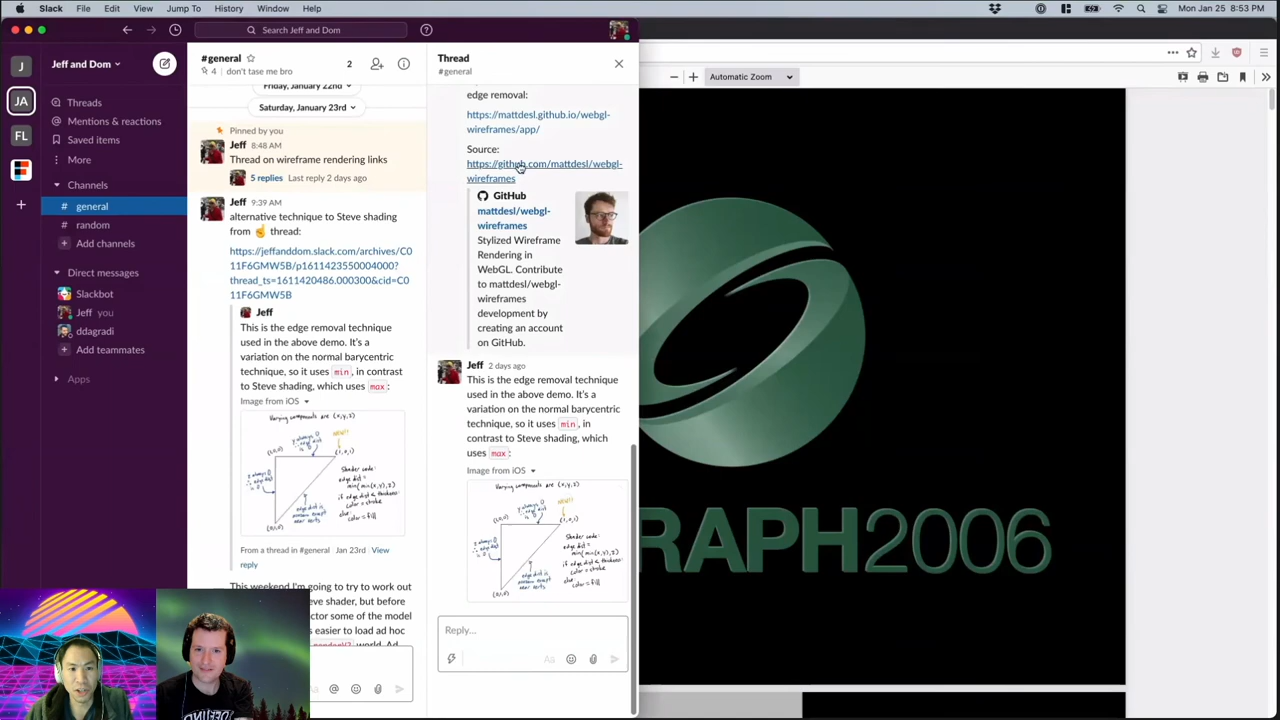 Slack File Edit View Jump To History Window Help
Mon Jan 25 8:53 PM
Search Jeff and Dom
J
JA
FL
Jeff and Dom
Threads
Mentions & reactions
Saved items
More
Channels
# general
# random
Add channels
Direct messages
Slackbot
Jeff you
ddagradi
Add teammates
Apps
#general
4 don't tase me bro
2
Friday, January 22nd
Saturday, January 23rd
Pinned by you
Jeff 8:48 AM
Thread on wireframe rendering links
5 replies Last reply 2 days ago
Jeff 9:39 AM
alternative technique to Steve shading
from ☝ thread:
https://jeffanddom.slack.com/archives/C0
11F6GMW5B/p1611423550004000?
thread_ts=1611420486.000300&cid=C0
11F6GMW5B
Jeff
This is the edge removal technique
used in the above demo. It's a
variation on the normal barycentric
technique, so it uses min, in contrast
to Steve shading, which uses max:
Image from iOS
From a thread in #general Jan 23rd View
reply
This weekend I'm going to try to work out
Thread
#general
edge removal:
https://mattdesl.github.io/webgl-
wireframes/app/
Source:
https://github.com/mattdesl/webgl-
wireframes
GitHub
mattdesl/webgl-
wireframes
Stylized Wireframe
Rendering in
WebGL. Contribute
to mattdesl/webgl-
wireframes
development by
creating an account
on GitHub.
Jeff 2 days ago
This is the edge removal technique
used in the above demo. It's a
variation on the normal barycentric
technique, so it uses min, in
contrast to Steve shading, which
uses max:
Image from iOS
Varying components are (x,y,z)
Reply...
Aa
Automatic Zoom
RAPH2006